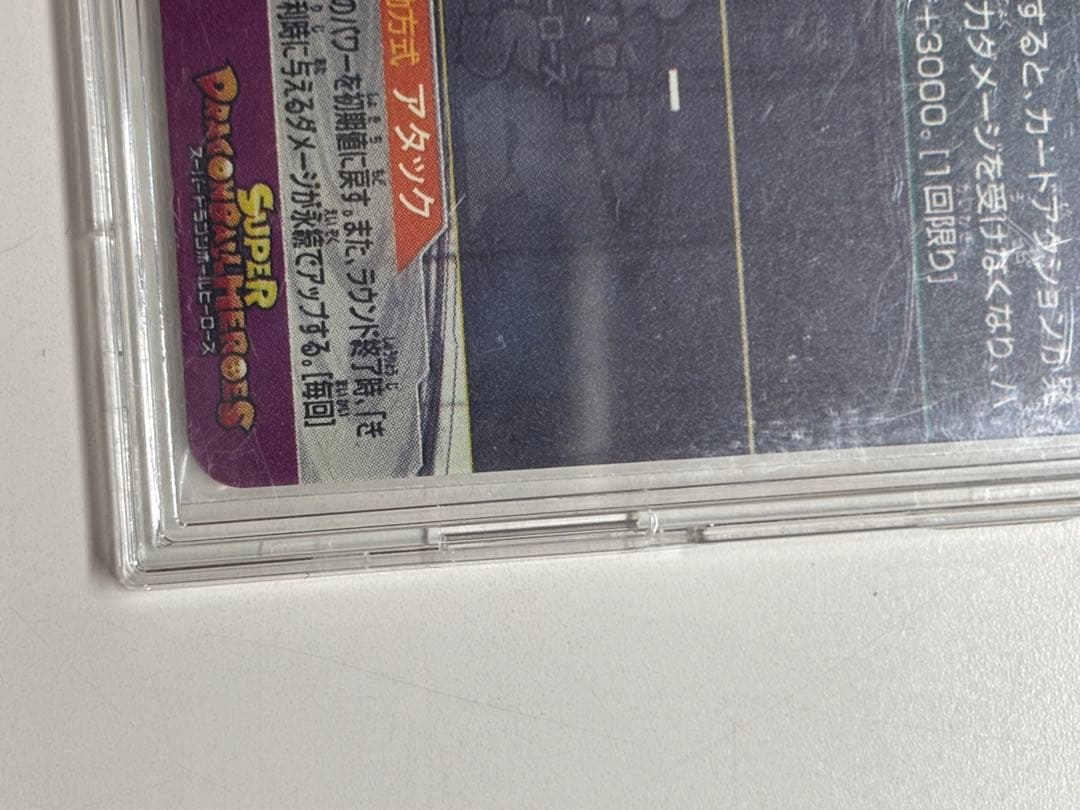 すると、カードアクションが発
力ダメージを受けなくなり、ハ
+3000。[1回限り]
動方式 アタック
のパワーを初期値に戻す。また、ラウンド終了時、「き
利時に与えるダメージが永続でアップする。[毎回]
SUPER
DRAGONBALL HEROES
スーパードラゴンボールヒーローズ